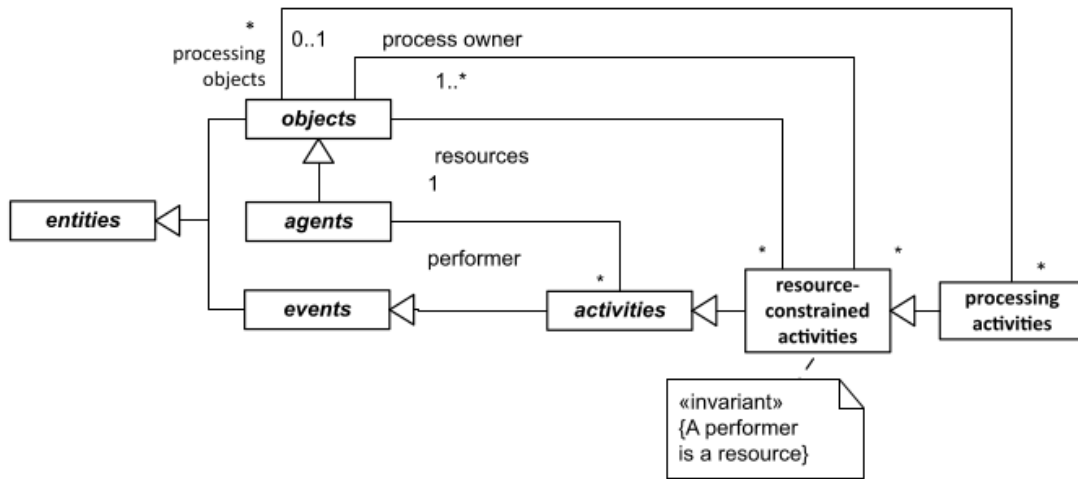 *
processing
objects
0..1
process owner
1..*
objects
resources
1
entities
agents
performer
*
*
*
*
events
activities
resource-
constrained
activities
processing
activities
«invariant»
{A performer
is a resource}